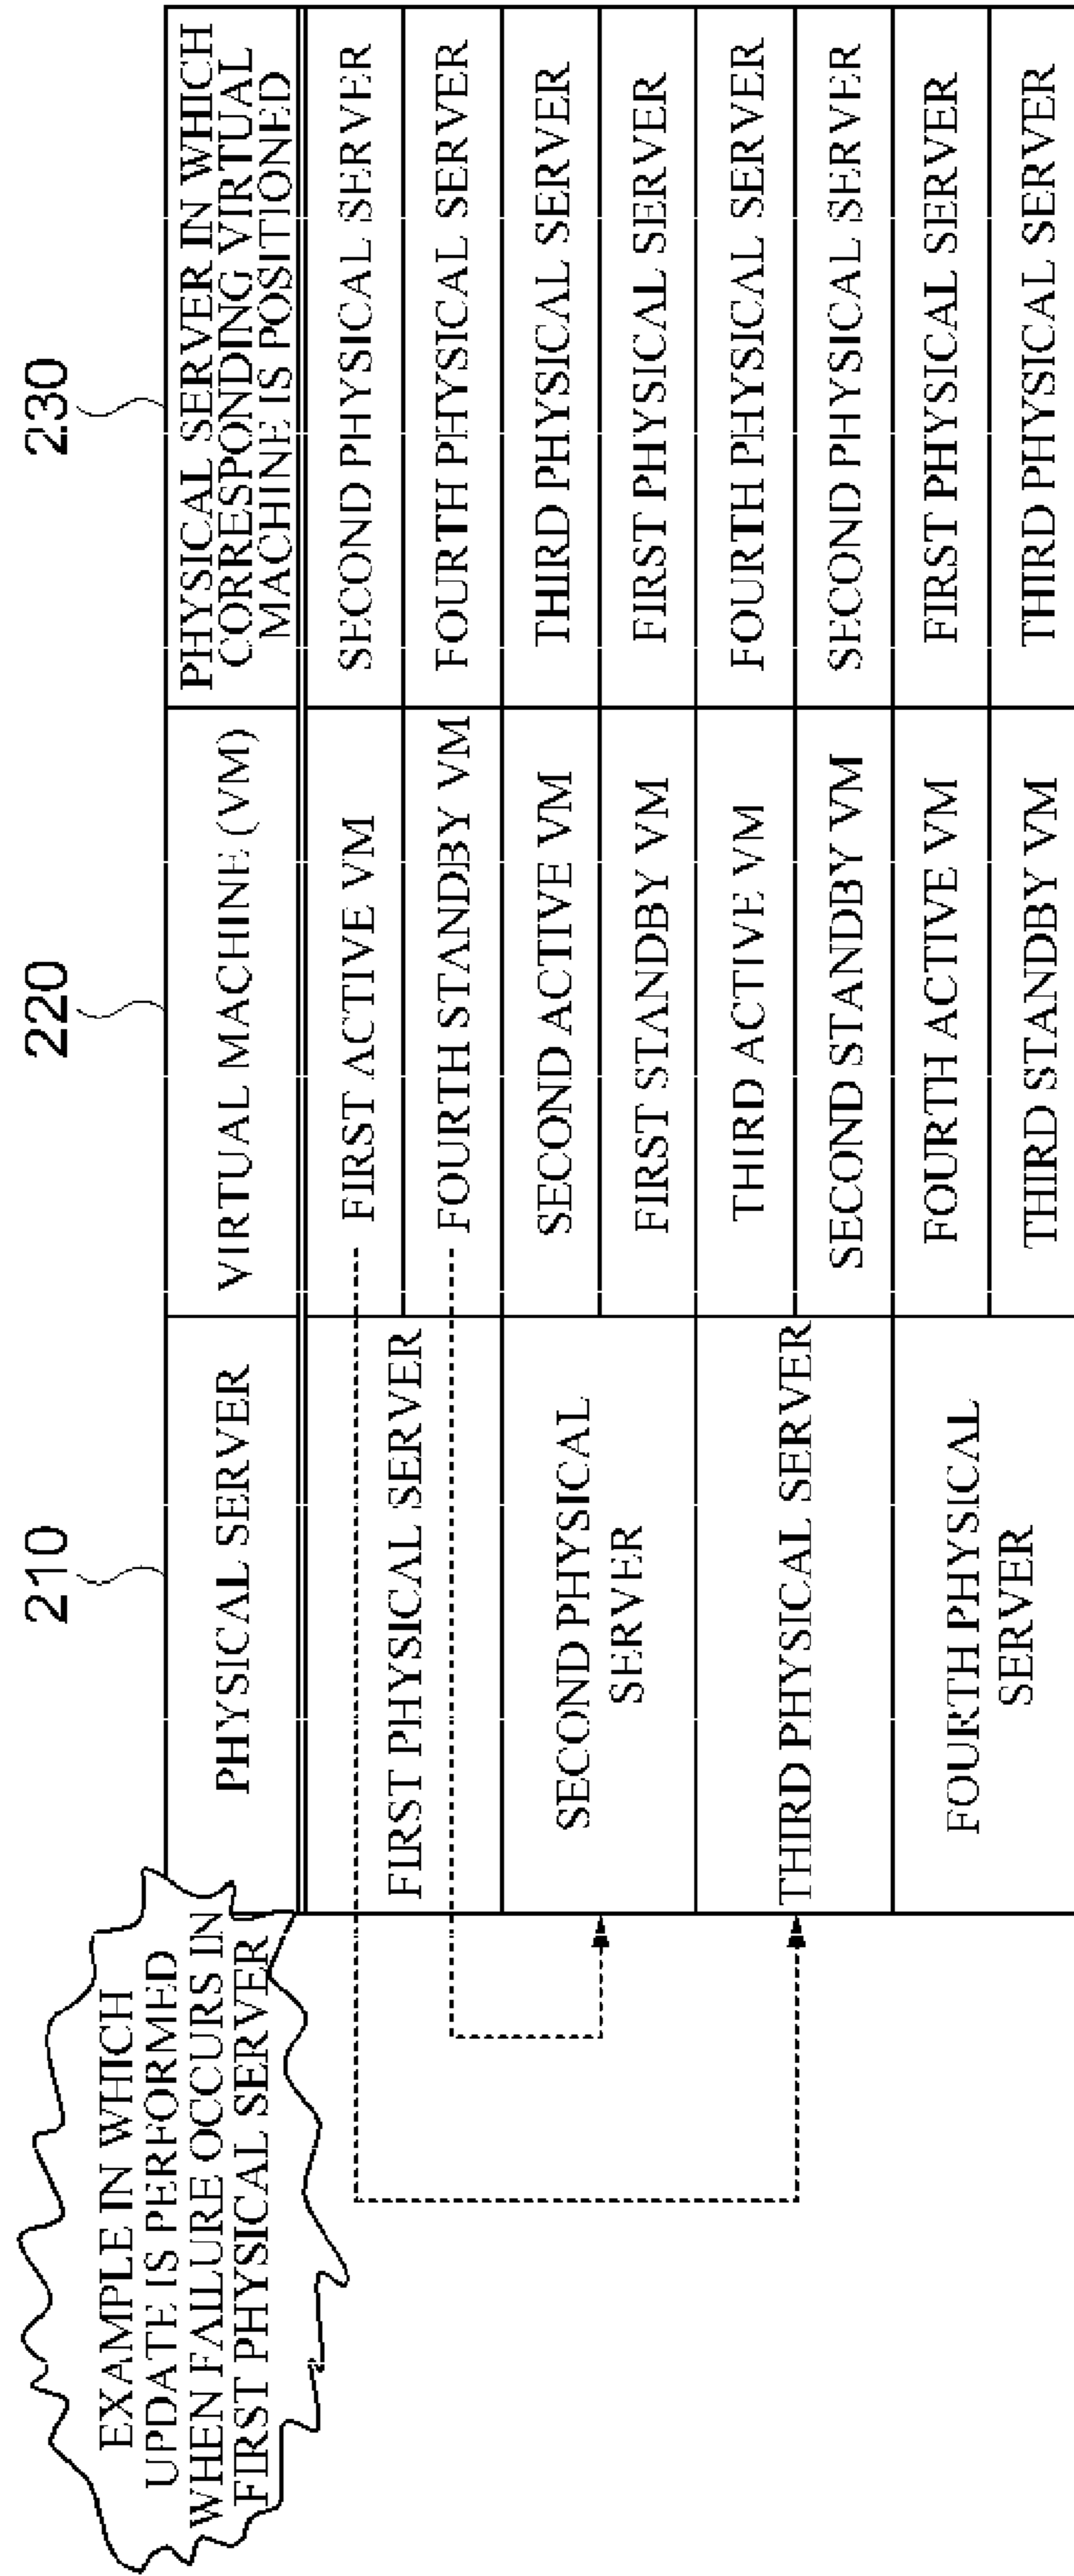 EXAMPLE IN WHICH
UPDATE IS PERFORMED
WHEN FAILURE OCCURS IN
FIRST PHYSICAL SERVER
210
220
230
PHYSICAL SERVER
VIRTUAL MACHINE (VM)
PHYSICAL SERVER IN WHICH
CORRESPONDING VIRTUAL
MACHINE IS POSITIONED
FIRST PHYSICAL SERVER
FIRST ACTIVE VM
SECOND PHYSICAL SERVER
FOURTH STANDBY VM
FOURTH PHYSICAL SERVER
SECOND PHYSICAL
SERVER
SECOND ACTIVE VM
THIRD PHYSICAL SERVER
FIRST STANDBY VM
FIRST PHYSICAL SERVER
THIRD PHYSICAL SERVER
THIRD ACTIVE VM
FOURTH PHYSICAL SERVER
SECOND STANDBY VM
SECOND PHYSICAL SERVER
FOURTH PHYSICAL
SERVER
FOURTH ACTIVE VM
FIRST PHYSICAL SERVER
THIRD STANDBY VM
THIRD PHYSICAL SERVER